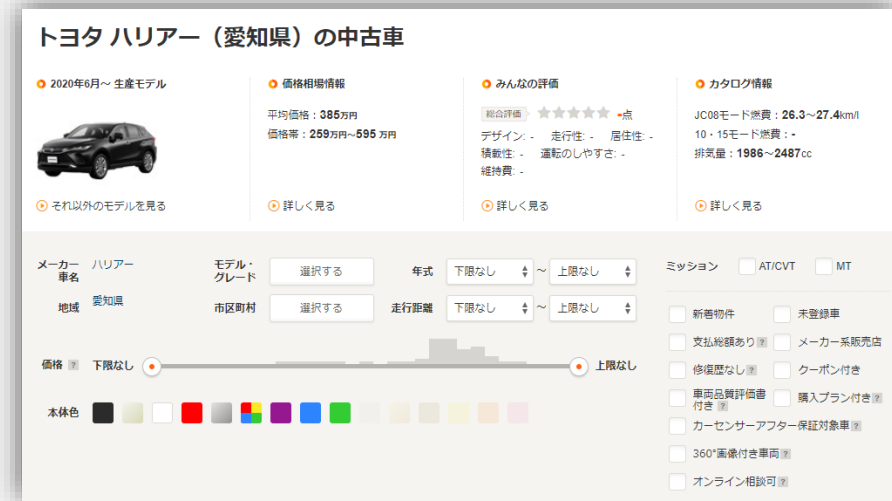 トヨタ ハリアー（愛知県）の中古車
2020年6月～ 生産モデル
それ以外のモデルを見る
価格相場情報
平均価格：385万円
価格帯：259万円～595 万円
詳しく見る
みんなの評価
総合評価 -点
デザイン: - 走行性: - 居住性: -
積載性: - 運転のしやすさ: -
維持費: -
詳しく見る
カタログ情報
JC08モード燃費：26.3～27.4km/l
10・15モード燃費：-
排気量：1986～2487cc
詳しく見る
メーカー
車名
ハリアー
地域
愛知県
モデル・
グレード
選択する
市区町村
選択する
年式 下限なし ～ 上限なし
走行距離 下限なし ～ 上限なし
価格 ? 下限なし 上限なし
本体色
ミッション AT/CVT MT
新着物件 未登録車
支払総額あり ? メーカー系販売店
修復歴なし ? クーポン付き
車両品質評価書
付き ?
購入プラン付き ?
カーセンサーアフター保証対象車 ?
360°画像付き車両 ?
オンライン相談可 ?